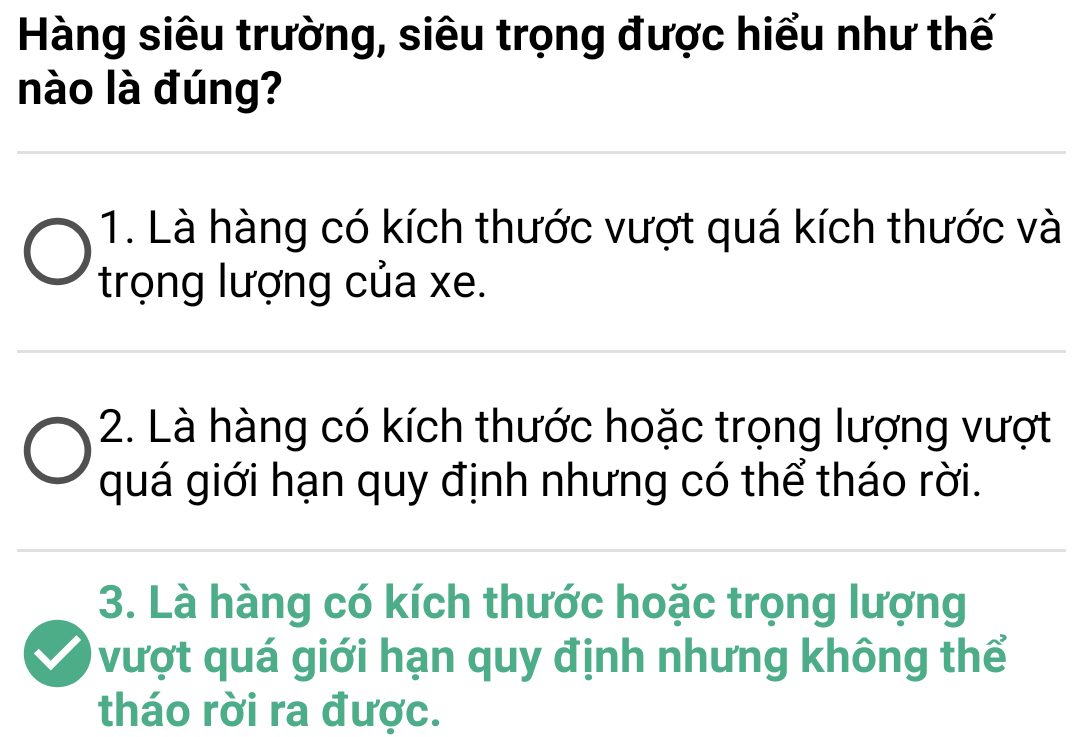 Hàng siêu trường, siêu trọng được hiểu như thế
nào là đúng?
1. Là hàng có kích thước vượt quá kích thước và
trọng lượng của xe.
2. Là hàng có kích thước hoặc trọng lượng vượt
quá giới hạn quy định nhưng có thể tháo rời.
3. Là hàng có kích thước hoặc trọng lượng
vượt quá giới hạn quy định nhưng không thể
tháo rời ra được.